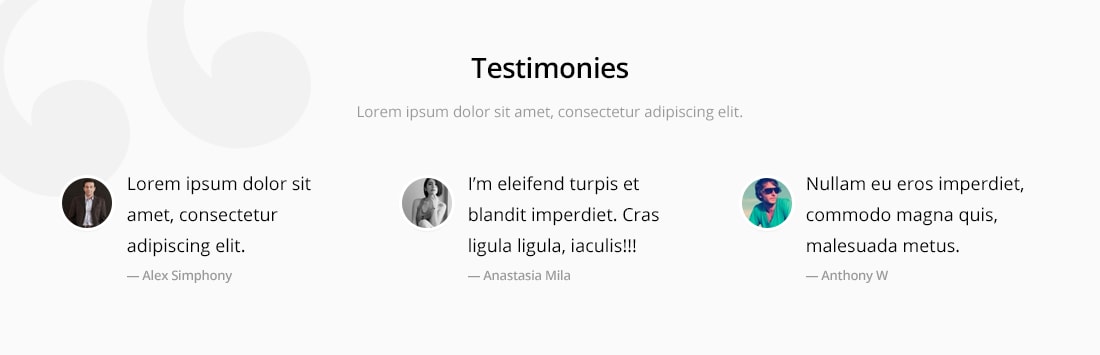 Testimonies
Lorem ipsum dolor sit amet, consectetur adipiscing elit.
Lorem ipsum dolor sit
amet, consectetur
adipiscing elit.
— Alex Simphony
I’m eleifend turpis et
blandit imperdiet. Cras
ligula ligula, iaculis!!!
— Anastasia Mila
Nullam eu eros imperdiet,
commodo magna quis,
malesuada metus.
— Anthony W